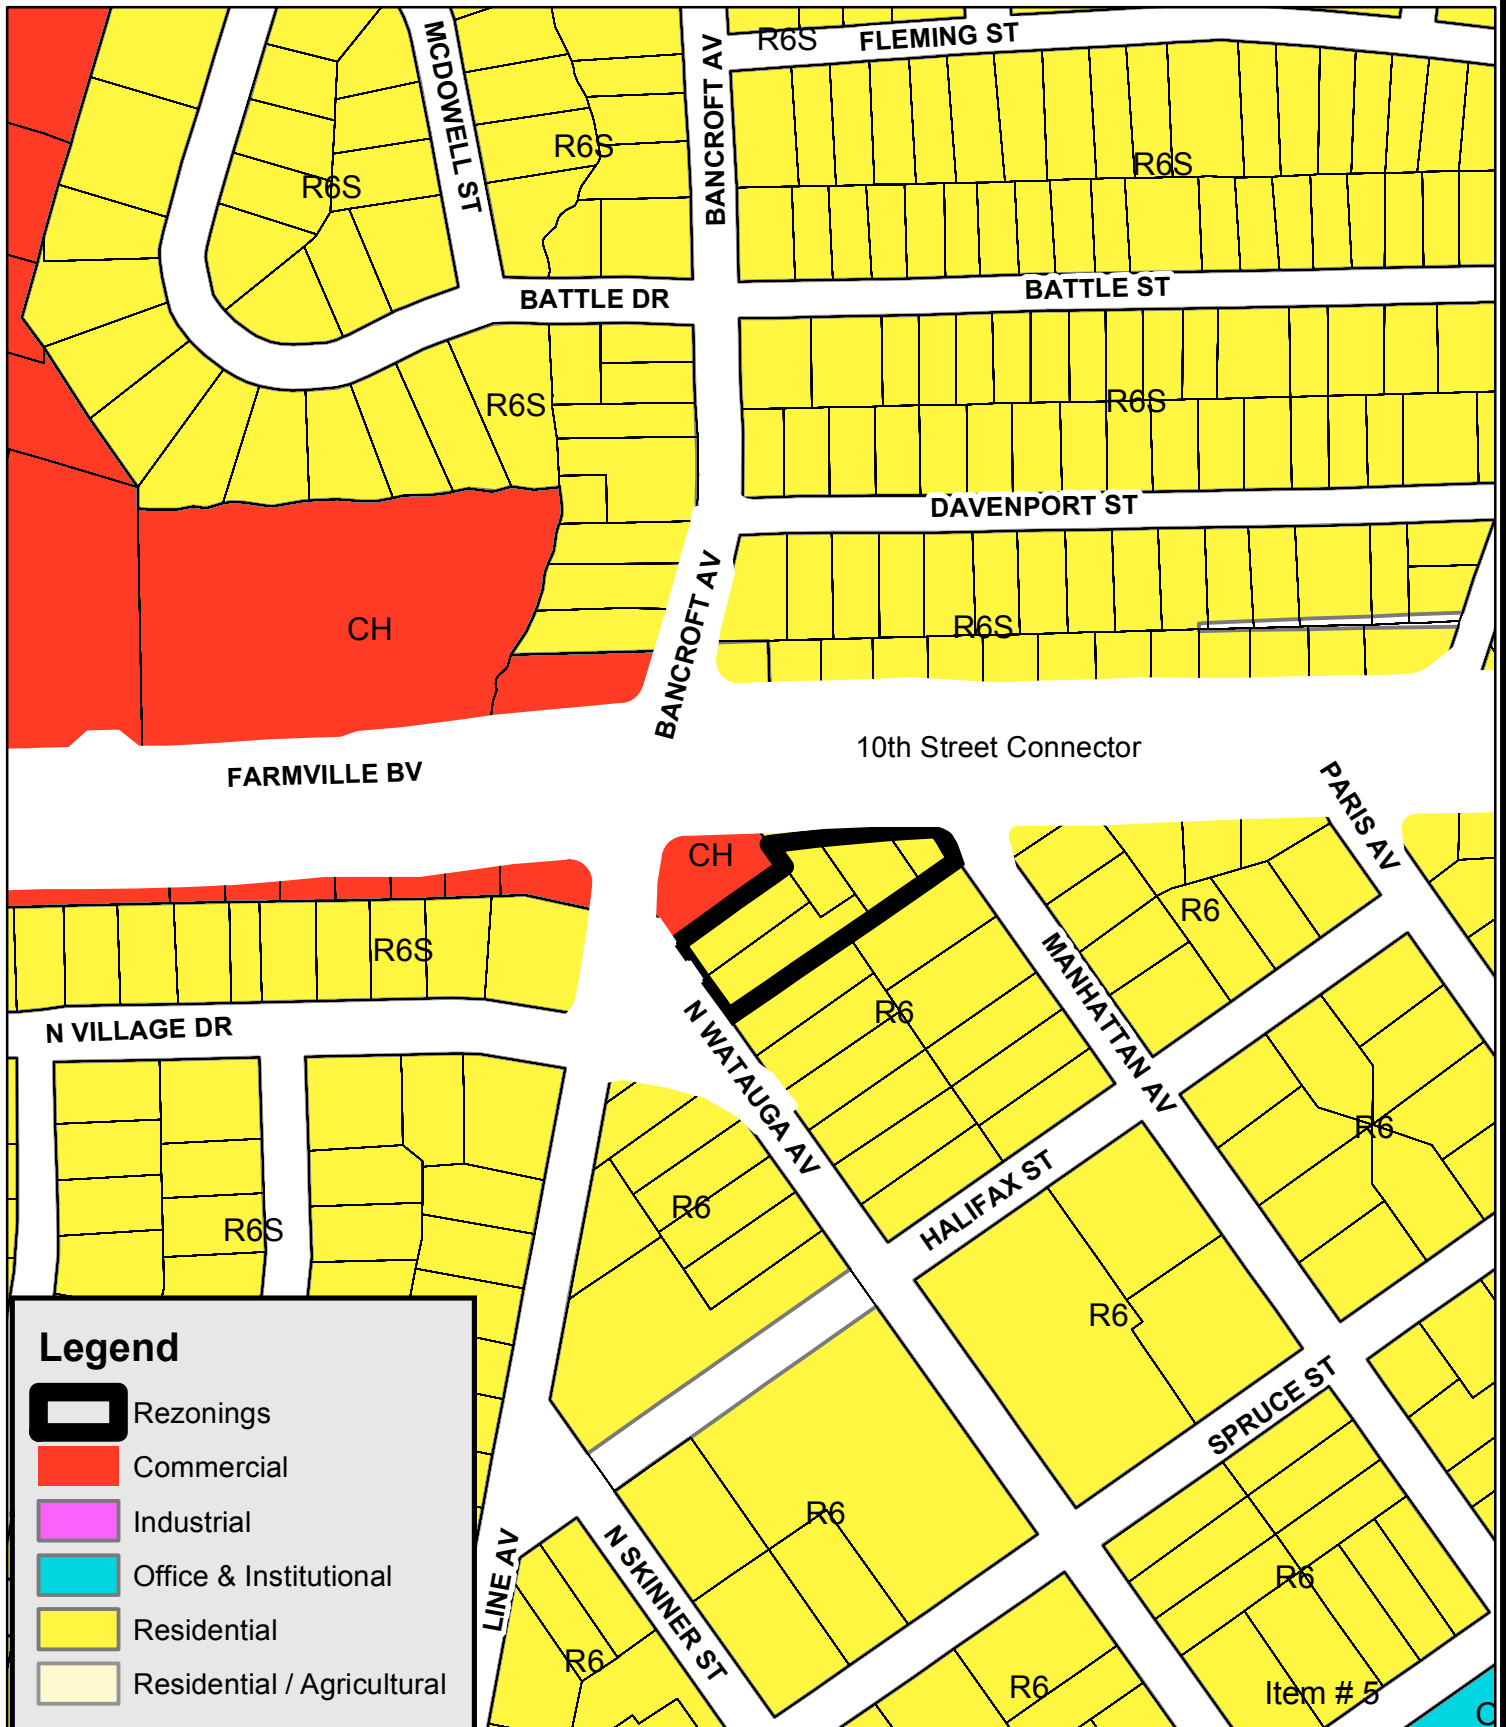 R6S
FLEMING ST
MCDOWELL ST
BANCROFT AV
R6S
R6S
R6S
BATTLE DR
BATTLE ST
R6S
R6S
DAVENPORT ST
BANCROFT AV
CH
R6S
10th Street Connector
FARMVILLE BV
PARIS AV
CH
R6
R6S
MANHATTAN AV
R6
N VILLAGE DR
N WATAUGA AV
R6
R6
R6S
HALIFAX ST
R6
SPRUCE ST
R6
R6
LINE AV
N SKINNER ST
R6
R6
Item # 5
Legend
Rezonings
Commercial
Industrial
Office & Institutional
Residential
Residential / Agricultural